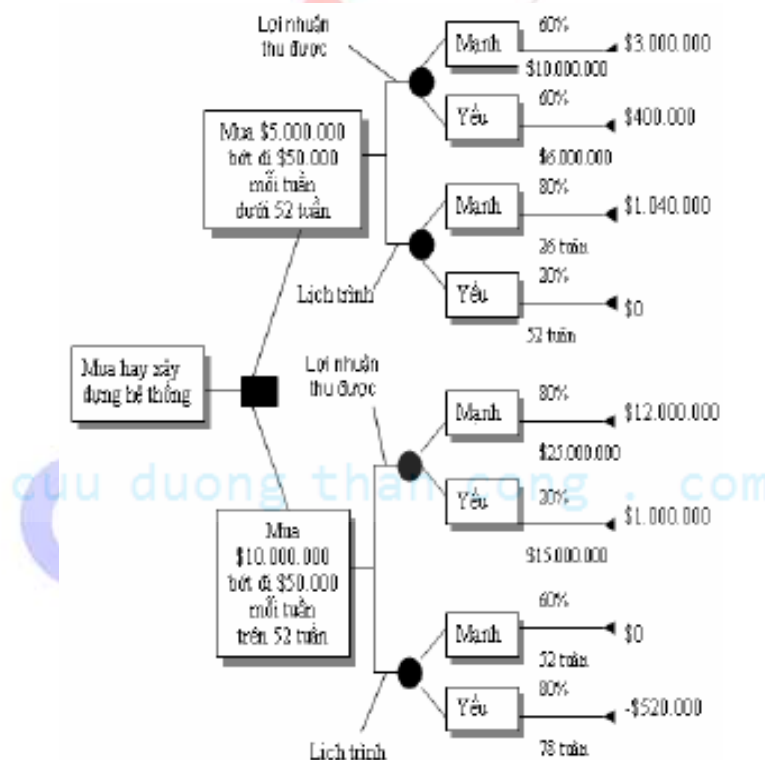 Lợi nhuận
thu được
Mạnh
60%
$3.000.000
$10.000.000
Yếu
60%
$400.000
$6.000.000
Mua $5.000.000
bớt đi $50.000
mỗi tuần
dưới 52 tuần
Mạnh
80%
$1.040.000
26 tuần
Lịch trình
Yếu
20%
$0
52 tuần
Mua hay xây
dựng hệ thống
Lợi nhuận
thu được
Mạnh
80%
$12.000.000
$25.000.000
cuu duong than cong . com
Yếu
20%
$1.000.000
$15.000.000
Mua
$10.000.000
bớt đi $50.000
mỗi tuần
trên 52 tuần
Mạnh
60%
$0
52 tuần
Yếu
80%
-$520.000
78 tuần
Lịch trình